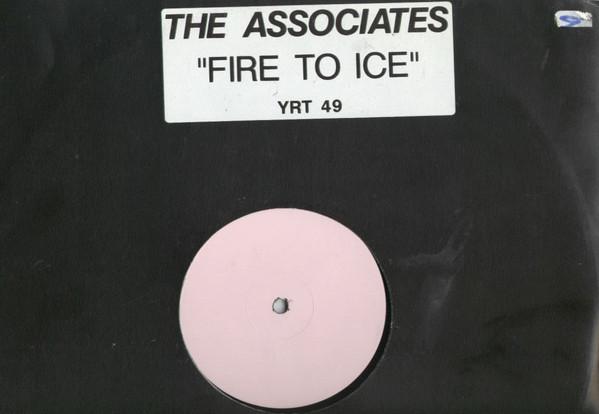 THE ASSOCIATES
"FIRE TO ICE"
YRT 49